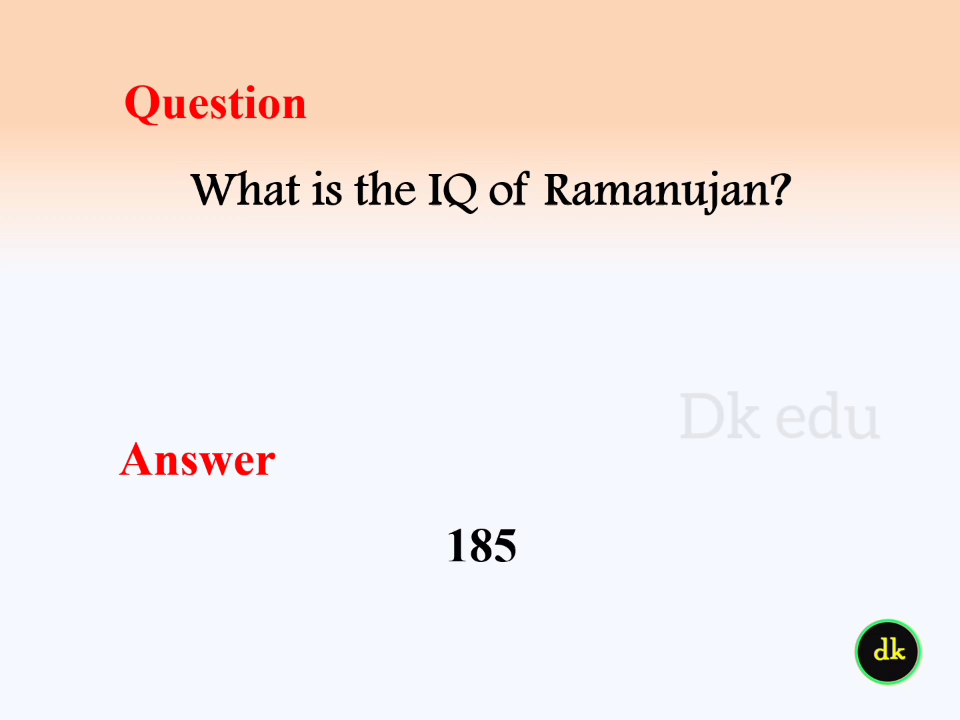 Question
What is the IQ of Ramanujan?
Dk edu
Answer
185
dk